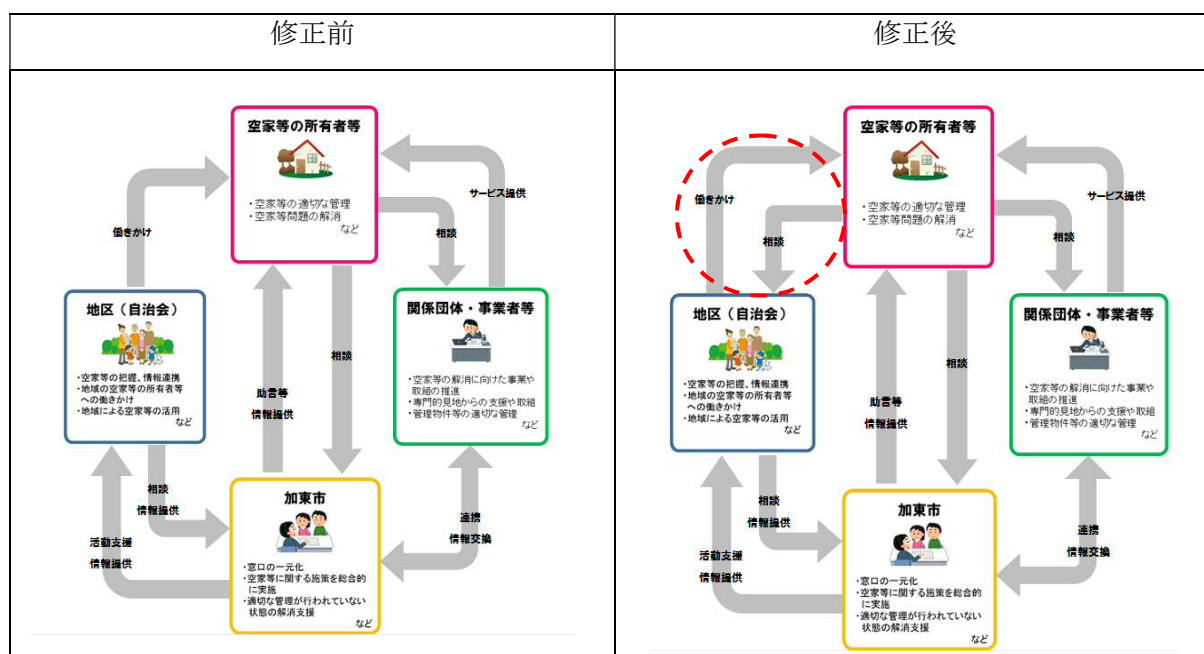 修正前
空家等の所有者等
・空家等の適切な管理
・空家等問題の解消
など
働きかけ
サービス提供
相談
地区(自治会)
・空家等の把握、情報連携
・地域の空家等の所有者等
への働きかけ
・地域による空家等の活用
など
関係団体・事業者等
・空家等の解消に向けた事業や
取組の推進
・専門的見地からの支援や取組
・管理物件等の適切な管理
など
相談
助言等
情報提供
相談
情報提供
活動支援
情報提供
連携
情報交換
加東市
・窓口の一元化
・空家等に関する施策を総合的
に実施
・適切な管理が行われていない
状態の解消支援
など
修正後
空家等の所有者等
・空家等の適切な管理
・空家等問題の解消
など
働きかけ
サービス提供
相談
相談
地区(自治会)
・空家等の把握、情報連携
・地域の空家等の所有者等
への働きかけ
・地域による空家等の活用
など
関係団体・事業者等
・空家等の解消に向けた事業や
取組の推進
・専門的見地からの支援や取組
・管理物件等の適切な管理
など
相談
助言等
情報提供
相談
情報提供
活動支援
情報提供
連携
情報交換
加東市
・窓口の一元化
・空家等に関する施策を総合的
に実施
・適切な管理が行われていない
状態の解消支援
など